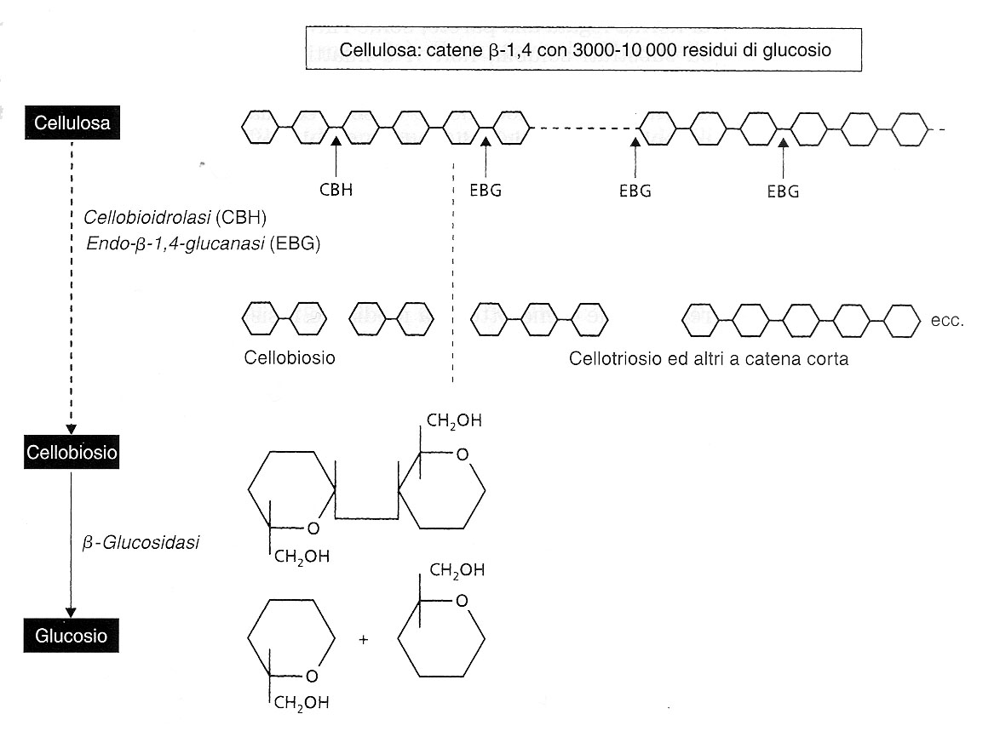 Cellulosa: catene β-1,4 con 3000-10 000 residui di glucosio
Cellulosa
CBH
EBG
EBG
EBG
Cellobioidrolasi (CBH)
Endo-β-1,4-glucanasi (EBG)
ecc.
Cellobiosio
Cellotriosio ed altri a catena corta
CH₂OH
O
Cellobiosio
O
CH₂OH
β-Glucosidasi
CH₂OH
O
Glucosio
+
O
CH₂OH